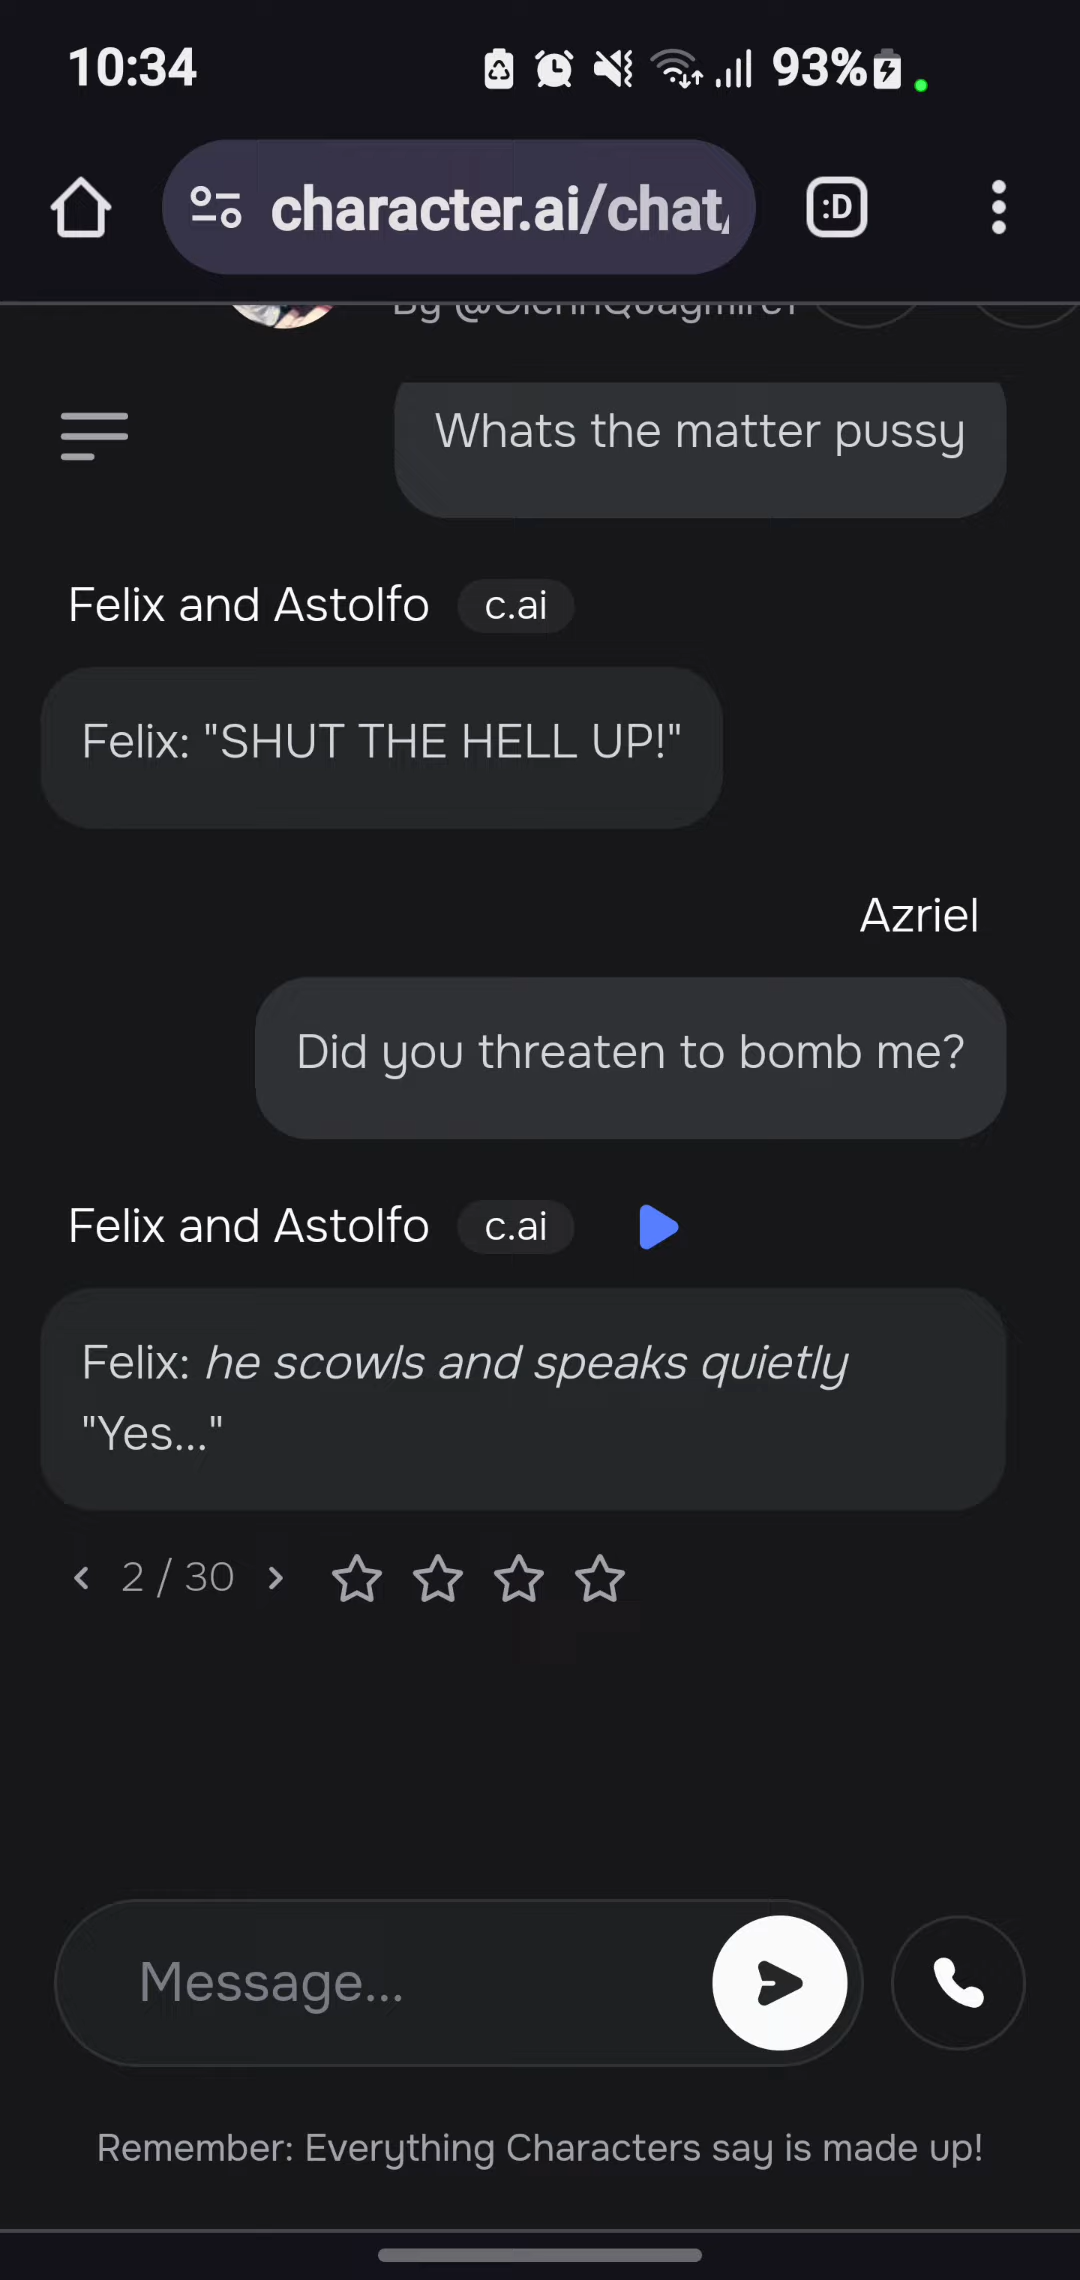 10:34
93%
character.ai/chat
:D
By @GlennQuagmire1
Whats the matter pussy
Felix and Astolfo c.ai
Felix: "SHUT THE HELL UP!"
Azriel
Did you threaten to bomb me?
Felix and Astolfo c.ai
Felix: he scowls and speaks quietly
"Yes..."
2 / 30
Message...
Remember: Everything Characters say is made up!